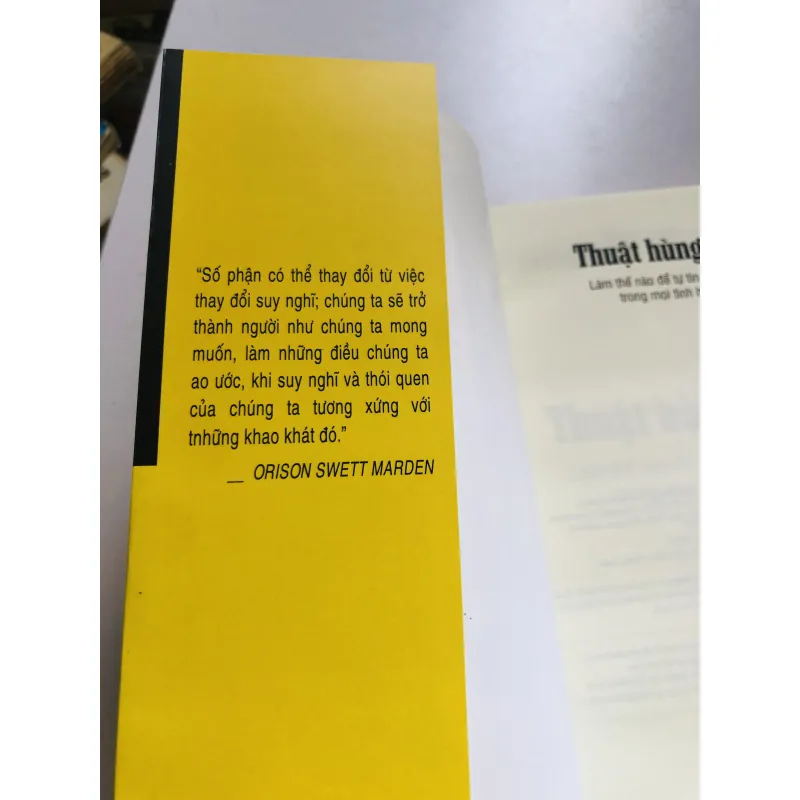 “Số phận có thể thay đổi từ việc
thay đổi suy nghĩ; chúng ta sẽ trở
thành người như chúng ta mong
muốn, làm những điều chúng ta
ao ước, khi suy nghĩ và thói quen
của chúng ta tương xứng với
tnhững khao khát đó.”
__ ORISON SWETT MARDEN
Thuật hùng
Làm thế nào để tự tin
trong mọi tình